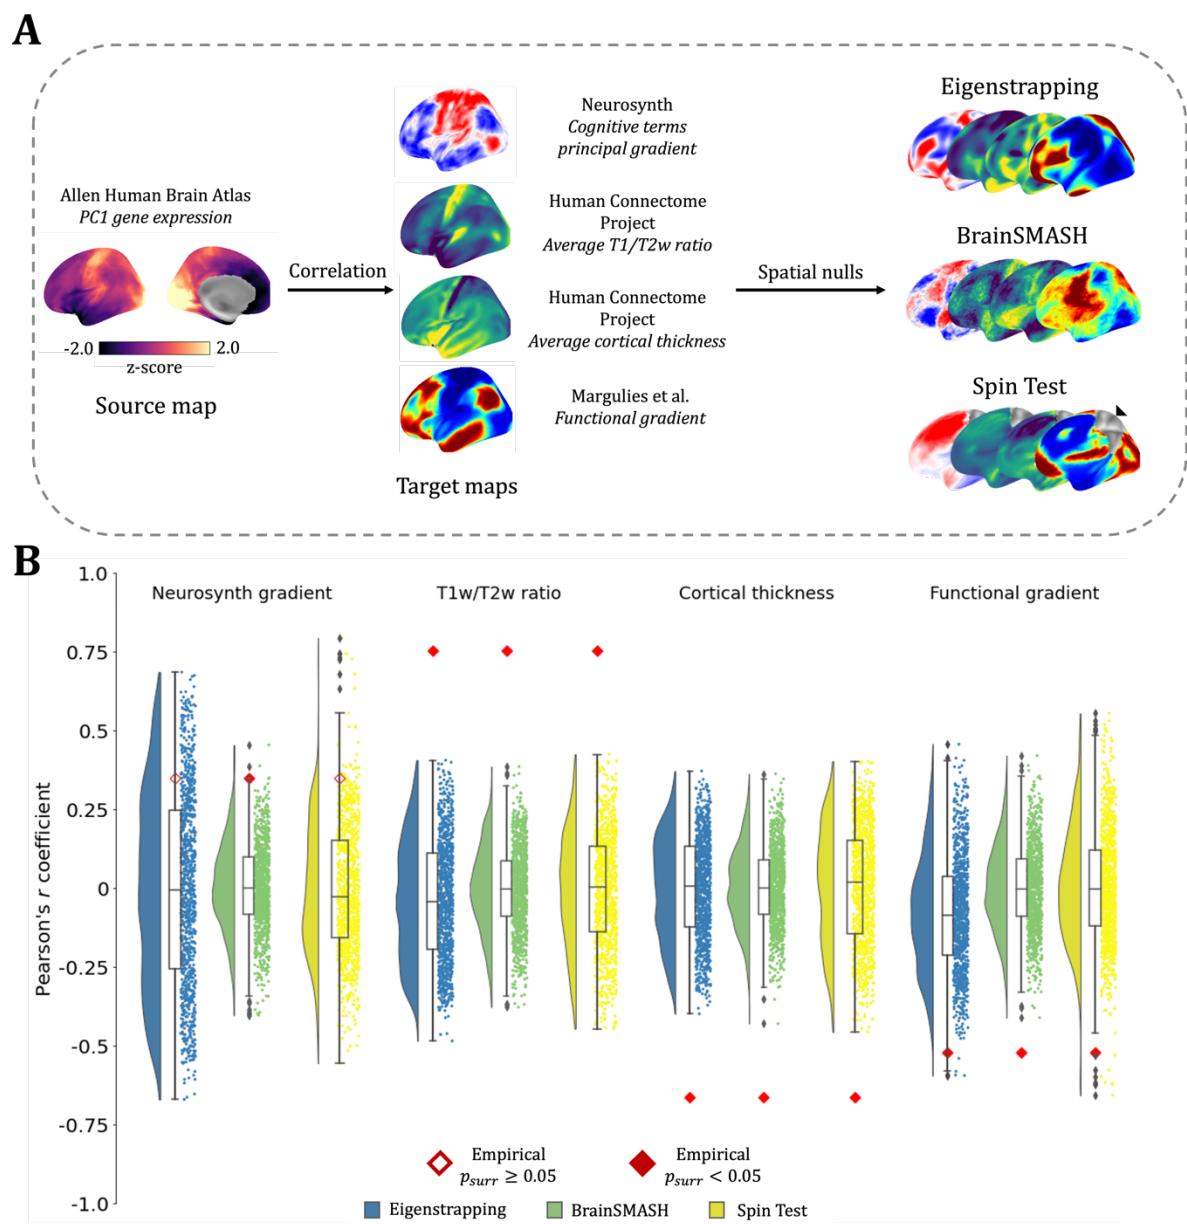 A
Allen Human Brain Atlas
PC1 gene expression
-2.0
2.0
z-score
Source map
Correlation
Neurosynth
Cognitive terms
principal gradient
Human Connectome
Project
Average T1/T2w ratio
Human Connectome
Project
Average cortical thickness
Margulies et al.
Functional gradient
Target maps
Spatial nulls
Eigenstrapping
BrainSMASH
Spin Test
B
Neurosynth gradient
T1w/T2w ratio
Cortical thickness
Functional gradient
Pearson's r coefficient
1.0
0.75
0.5
0.25
0
-0.25
-0.5
-0.75
-1.0
Empirical
p_surr ≥ 0.05
Empirical
p_surr < 0.05
Eigenstrapping
BrainSMASH
Spin Test